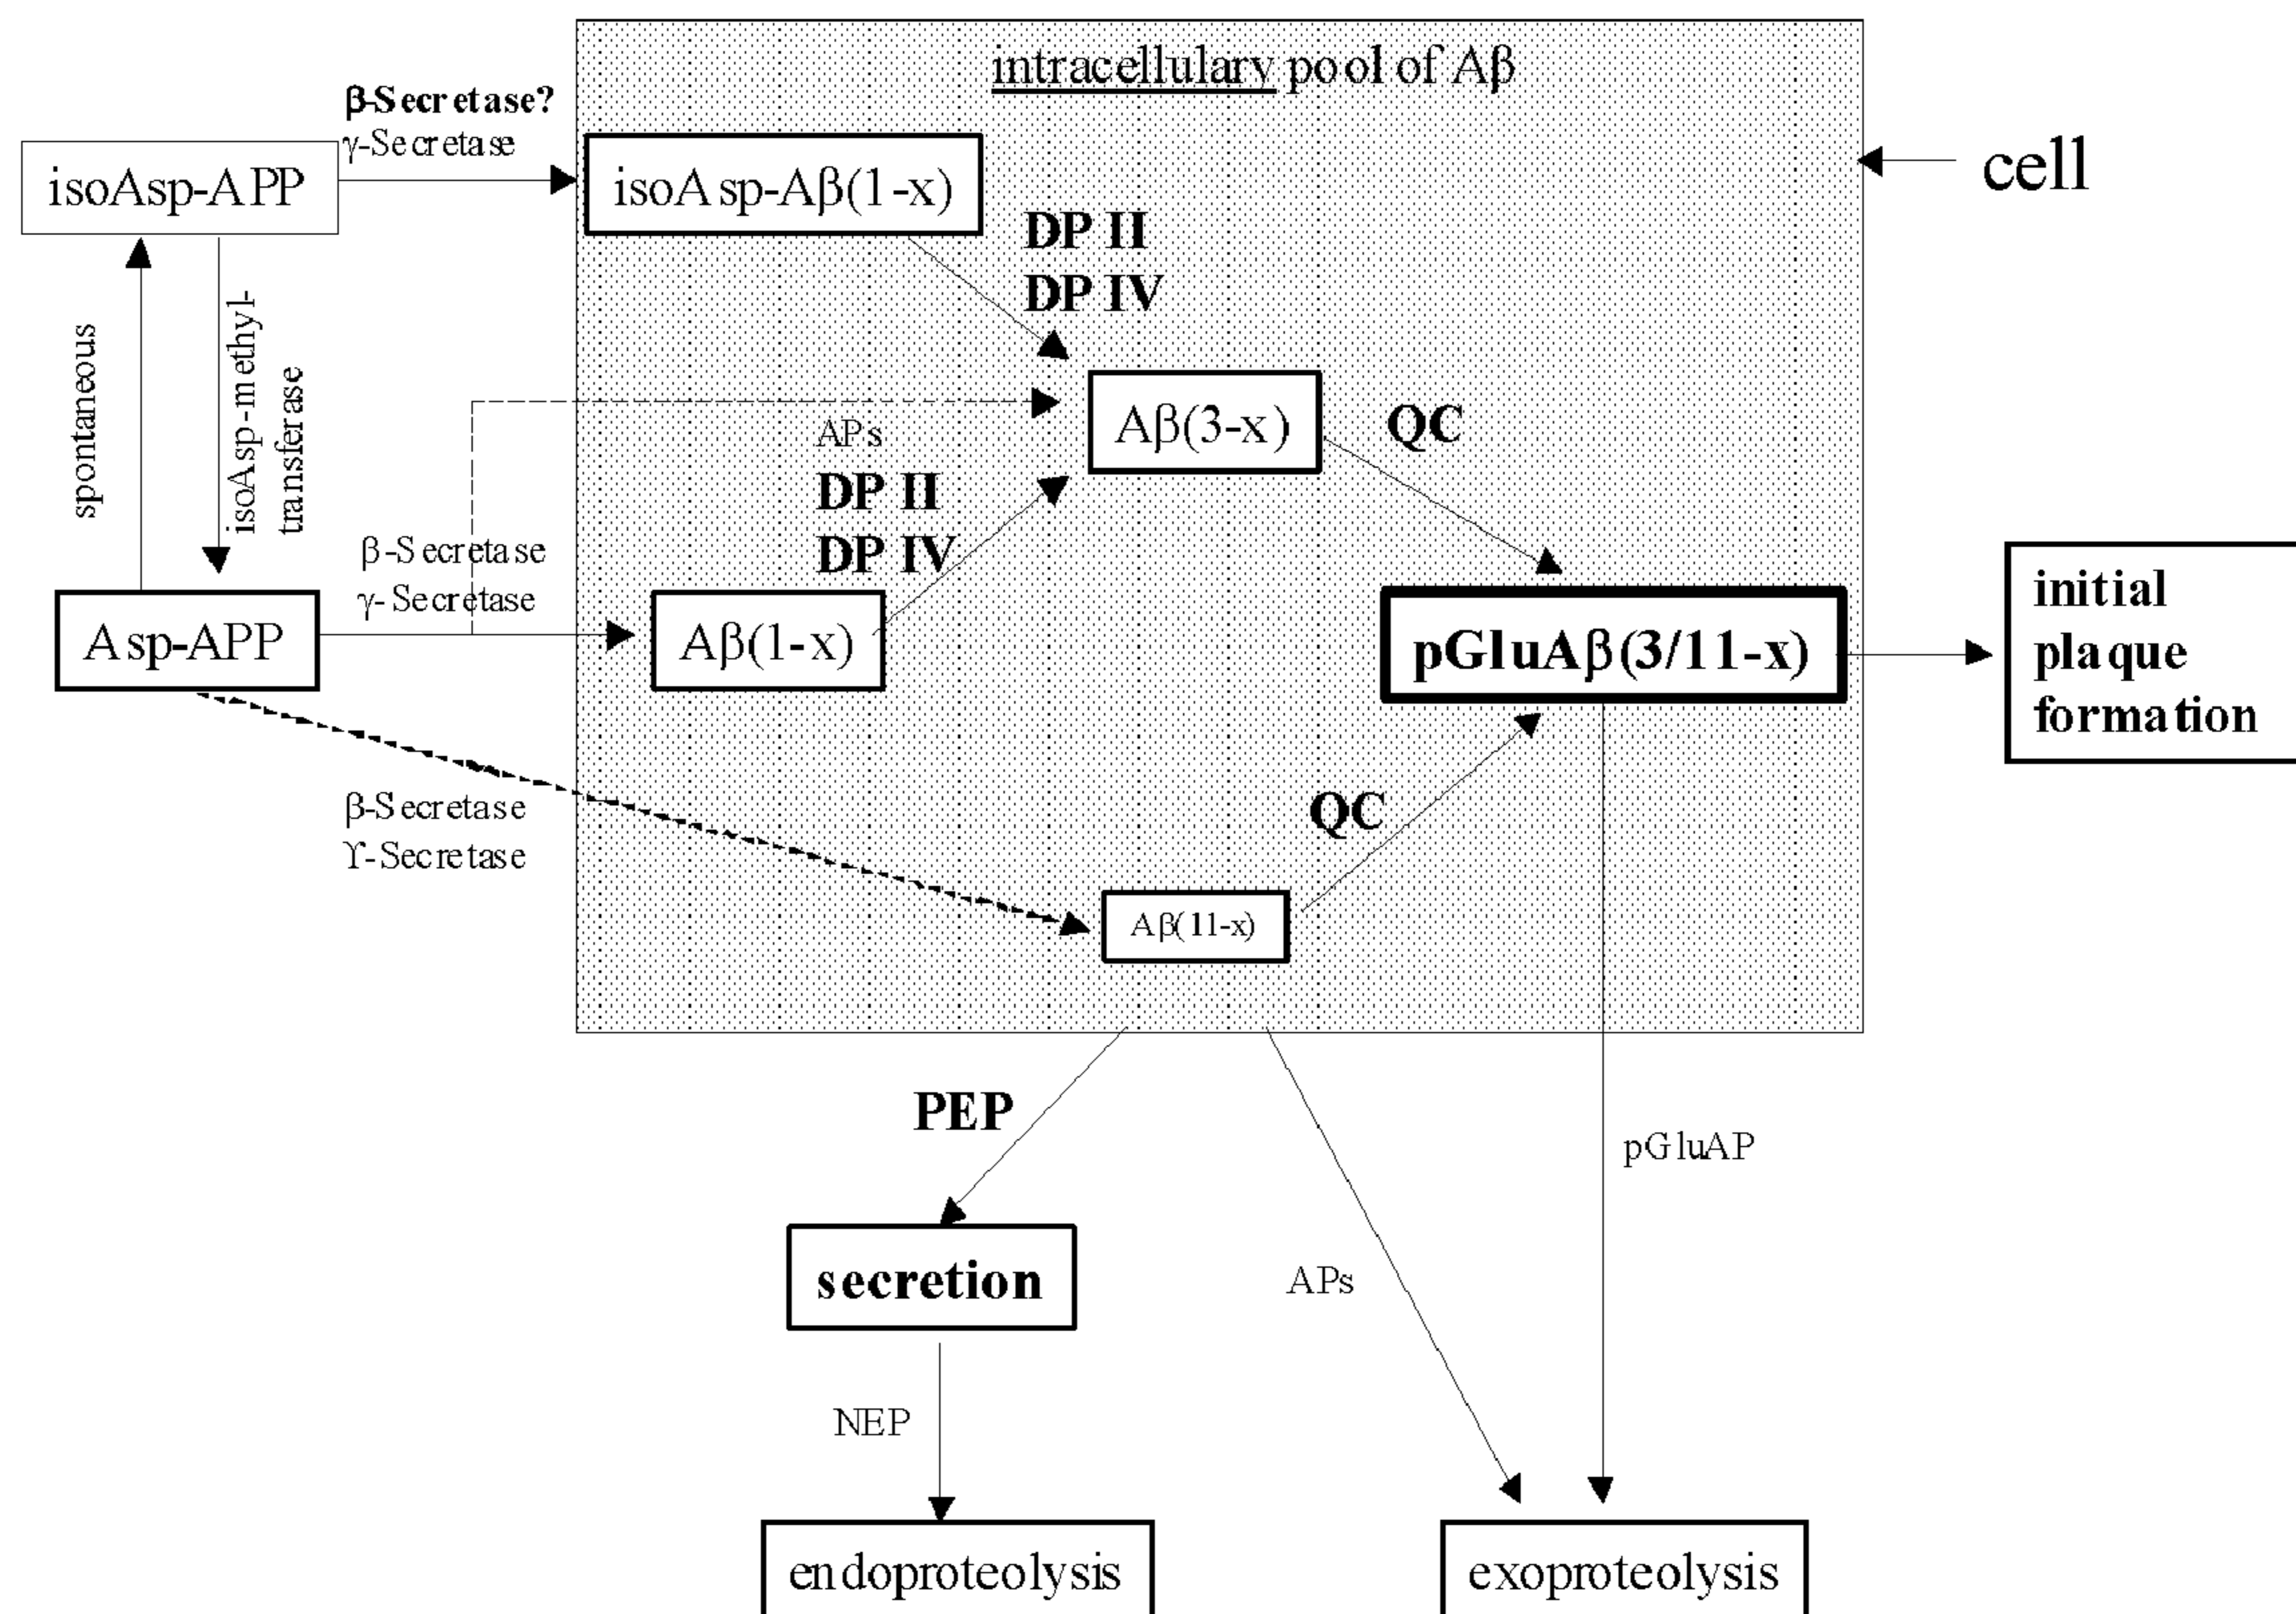 intracellulary pool of Aβ
β-Secretase?
γ-Secretase
isoAsp-APP
isoAsp-Aβ(1-x)
cell
DP II
DP IV
spontaneous
isoAsp-methyl-
transferase
APs
DP II
DP IV
Aβ(3-x)
QC
β-Secretase
γ-Secretase
Asp-APP
Aβ(1-x)
pGluAβ(3/11-x)
initial
plaque
formation
β-Secretase
ϒ-Secretase
QC
Aβ(11-x)
PEP
pGluAP
secretion
APs
NEP
endoproteolysis
exoproteolysis